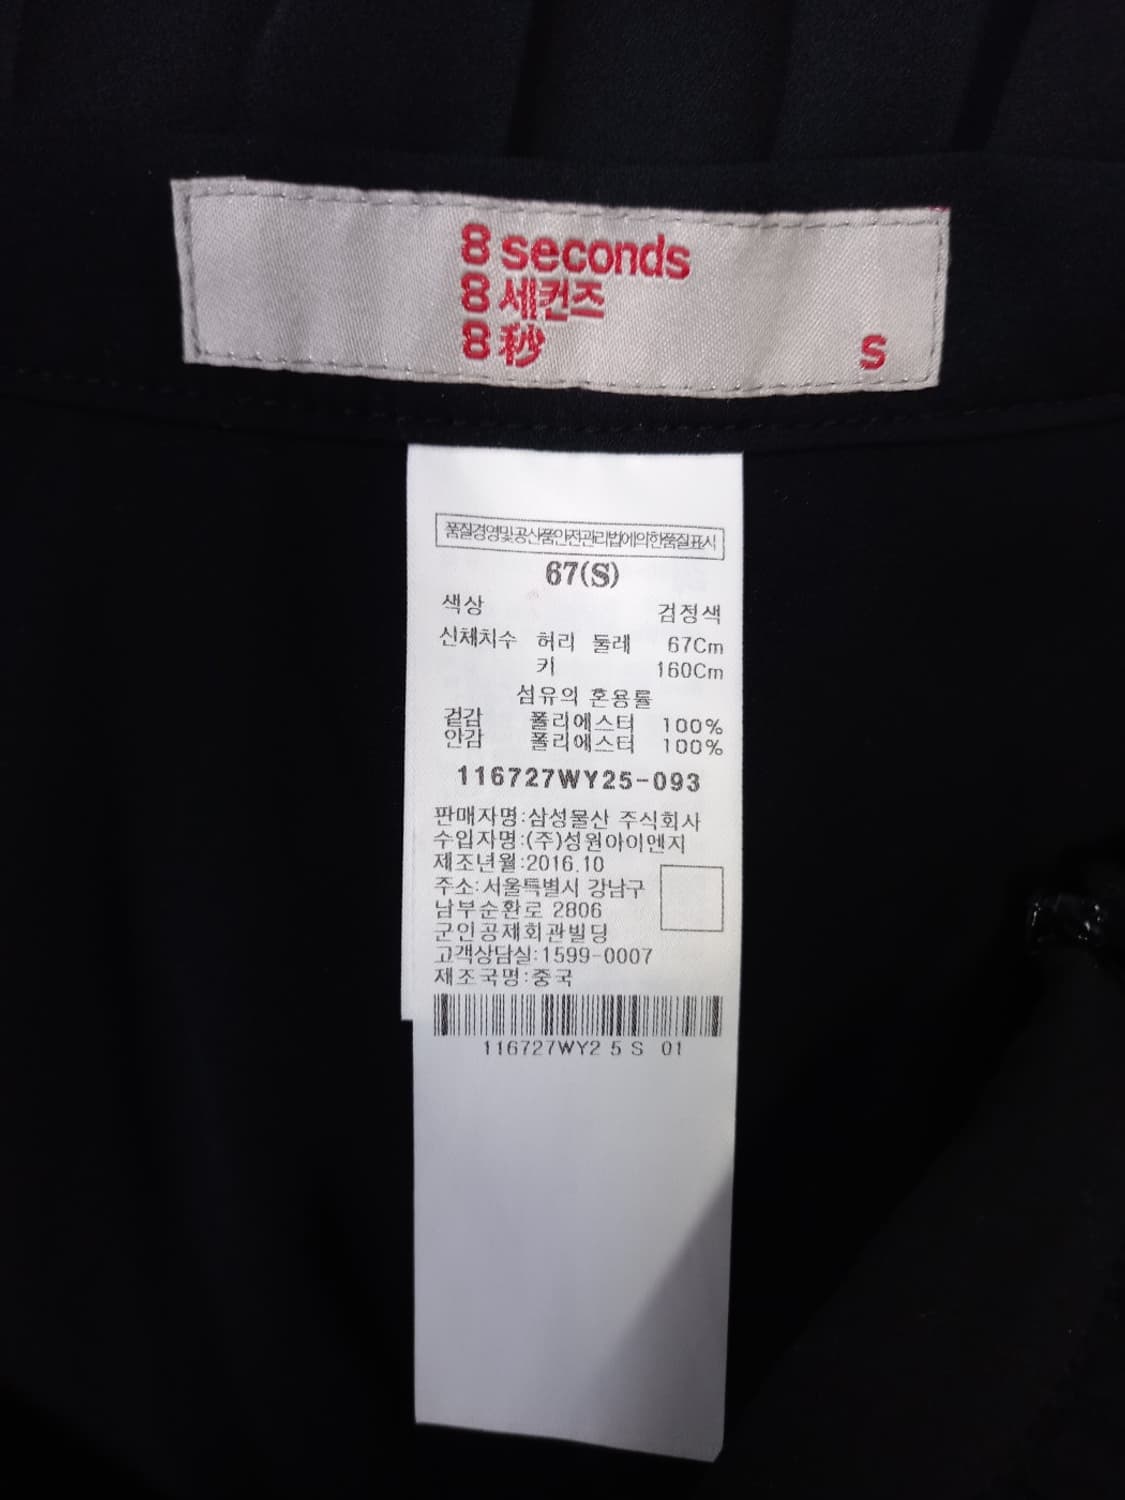 8 seconds
8 세컨즈
8 秒
S
품질경영및공산품안전관리법에의한품질표시
67(S)
색상 검정색
신체치수 허리 둘레 67Cm
키 160Cm
섬유의 혼용률
겉감 폴리에스터 100%
안감 폴리에스터 100%
116727WY25-093
판매자명:삼성물산 주식회사
수입자명:(주)성원아이엔지
제조년월:2016.10
주소:서울특별시 강남구
남부순환로 2806
군인공제회관빌딩
고객상담실:1599-0007
제조국명:중국
116727WY2 5 S 01